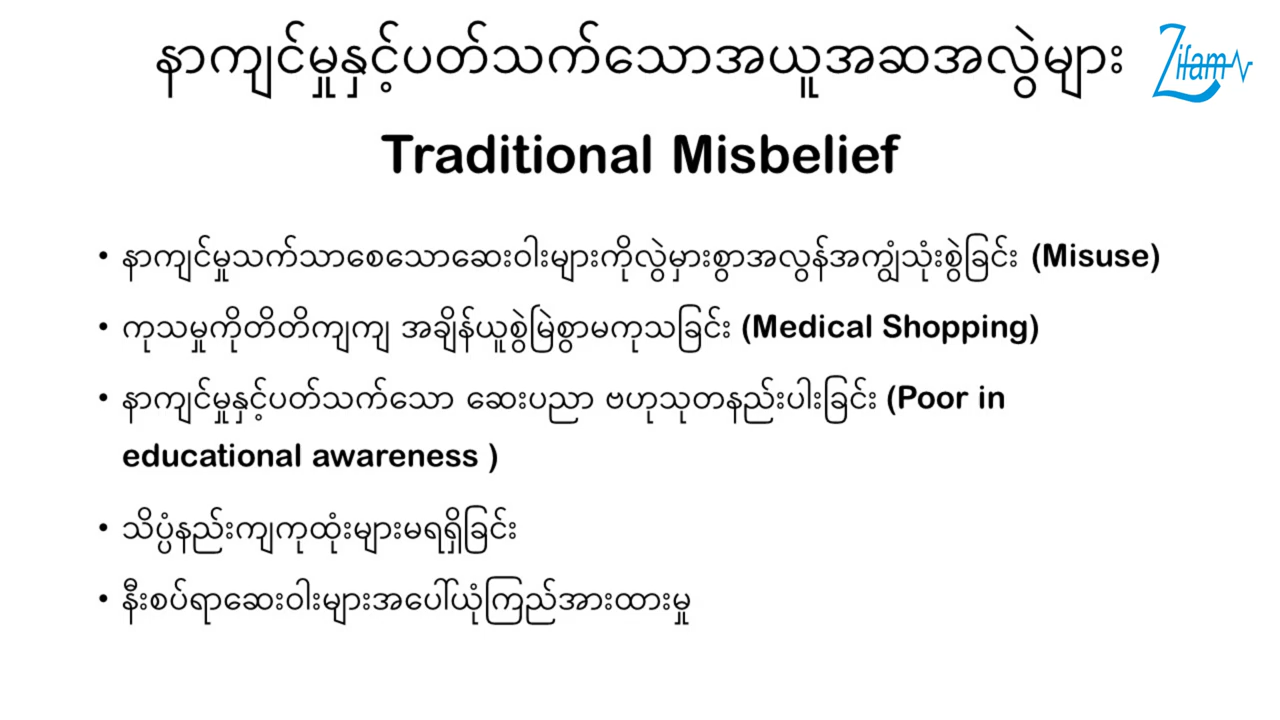 နာကျင်မှုနှင့်ပတ်သက်သောအယူအဆအလွဲများ
Zifam
Traditional Misbelief
• နာကျင်မှုသက်သာစေသောဆေးဝါးများကိုလွဲမှားစွာအလွန်အကျွံသုံးစွဲခြင်း (Misuse)
• ကုသမှုကိုတိတိကျကျ အချိန်ယူစွဲမြဲစွာမကုသခြင်း (Medical Shopping)
• နာကျင်မှုနှင့်ပတ်သက်သော ဆေးပညာ ဗဟုသုတနည်းပါးခြင်း (Poor in
educational awareness )
• သိပ္ပံနည်းကျကုထုံးများမရရှိခြင်း
• နီးစပ်ရာဆေးဝါးများအပေါ်ယုံကြည်အားထားမှု